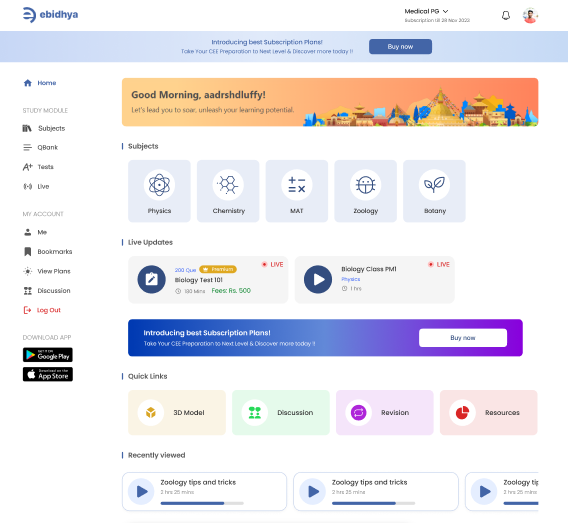 ebidhya
Medical PG
Subscription till 28 Nov 2023
Introducing best Subscription Plans!
Take Your CEE Preparation to Next Level & Discover more today !!
Buy now
Home
STUDY MODULE
Subjects
QBank
Tests
Live
MY ACCOUNT
Me
Bookmarks
View Plans
Discussion
Log Out
DOWNLOAD APP
GET IT ON
Google Play
Download on the
App Store
Good Morning, aadrshdluffy!
Let's lead you to soar, unleash your learning potential.
Subjects
Physics
Chemistry
MAT
Zoology
Botany
Live Updates
200 Que
Premium
LIVE
Biology Test 101
180 Mins
Fees: Rs. 500
LIVE
Biology Class PM1
Physics
1 hrs
Introducing best Subscription Plans!
Take Your CEE Preparation to Next Level & Discover more today !!
Buy now
Quick Links
3D Model
Discussion
Revision
Resources
Recently viewed
Zoology tips and tricks
2 hrs 25 mins
Zoology tips and tricks
2 hrs 25 mins
Zoology tip
2 hrs 25 mins